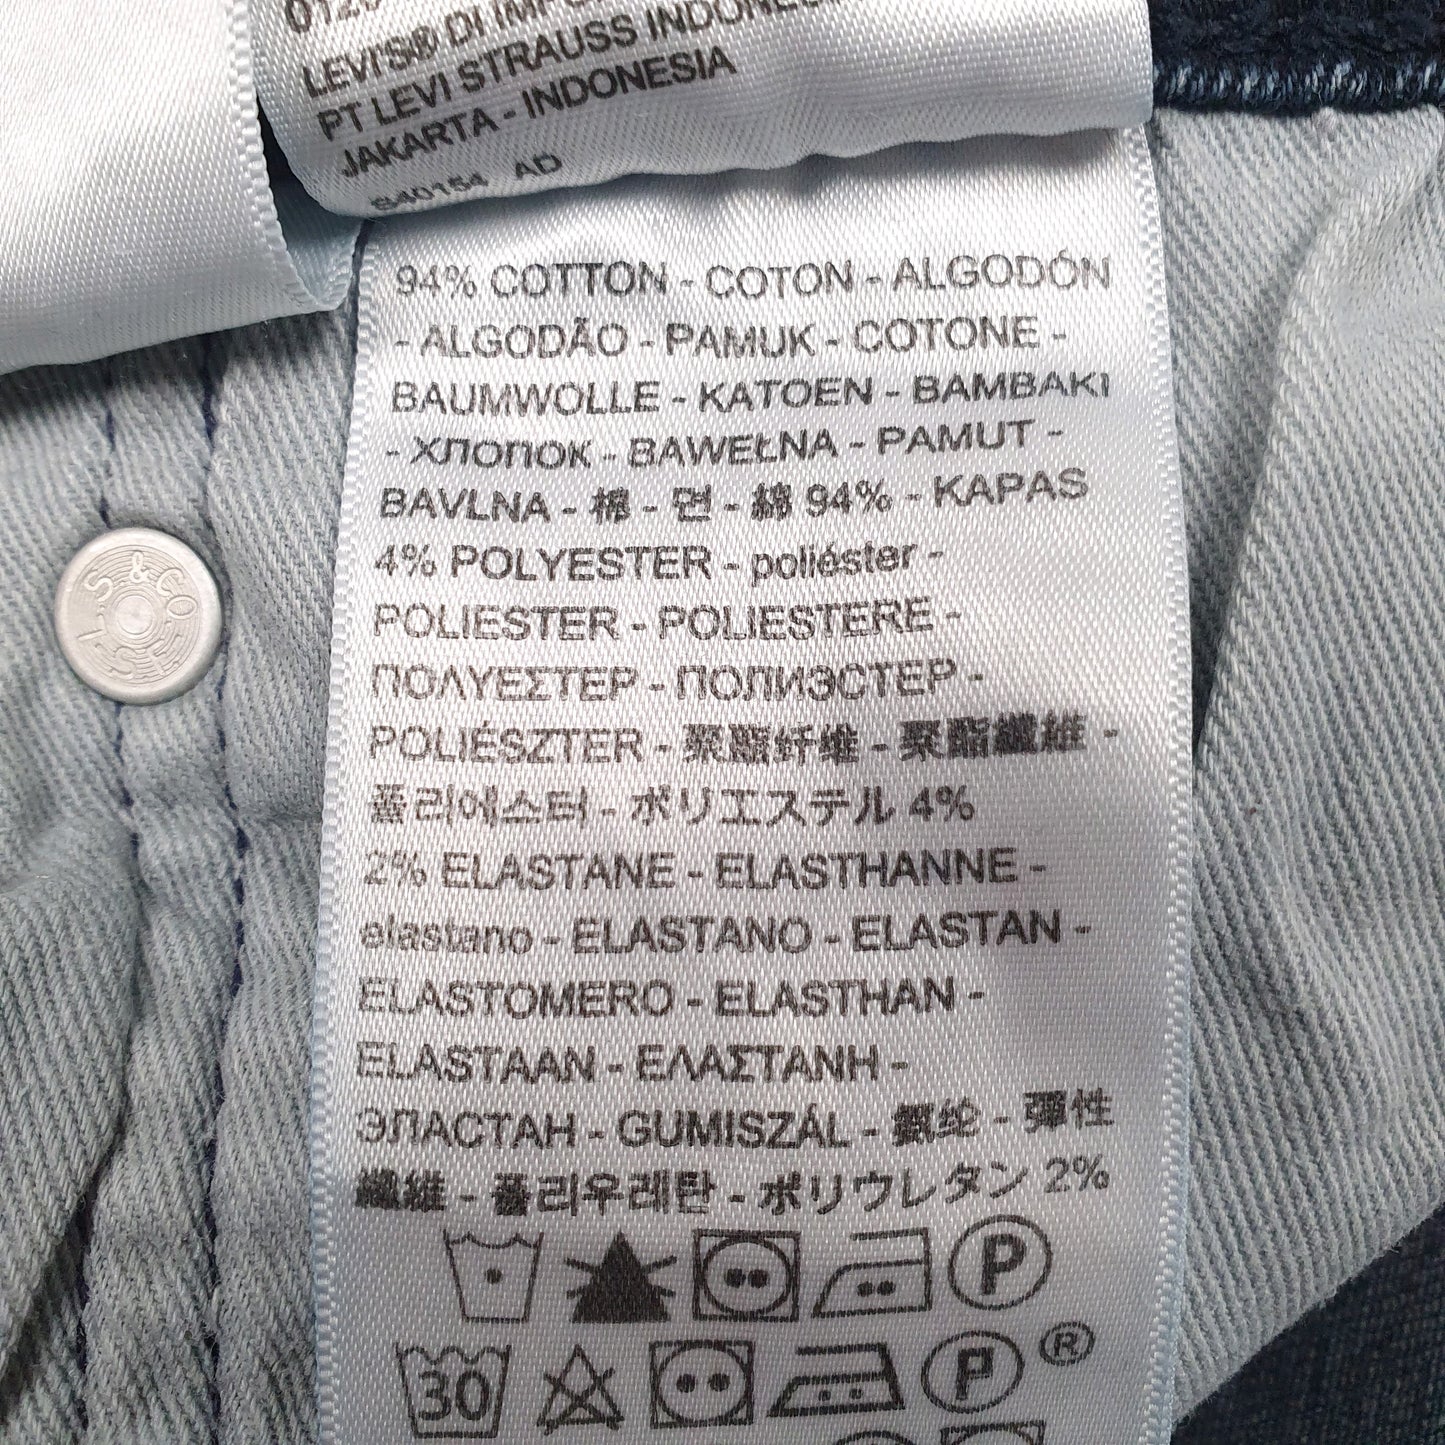 LEVI'S® DI
PT LEVI STRAUSS INDONESIA
JAKARTA - INDONESIA
640154 AD
94% COTTON - COTON - ALGODÓN
- ALGODÃO - PAMUK - COTONE -
BAUMWOLLE - KATOEN - BAMBAKI
- ХЛОПОК - BAWEŁNA - PAMUT -
BAVLNA - 棉 - 면 - 綿 94% - KAPAS
4% POLYESTER - poliéster -
POLIESTER - POLIESTERE -
ΠΟΛΥΕΣΤΕΡ - ПОЛИЭСТЕР -
POLIÉSZTER - 聚酯纤维 - 聚酯纖維 -
폴리에스터 - ポリエステル 4%
2% ELASTANE - ELASTHANNE -
elastano - ELASTANO - ELASTAN -
ELASTOMERO - ELASTHAN -
ELASTAAN - ΕΛΑΣΤΑΝΗ -
ЭЛАСТАН - GUMISZÁL - 氨纶 - 彈性
纖維 - 폴리우레탄 - ポリウレタン 2%
P
30 P ®
S & CO